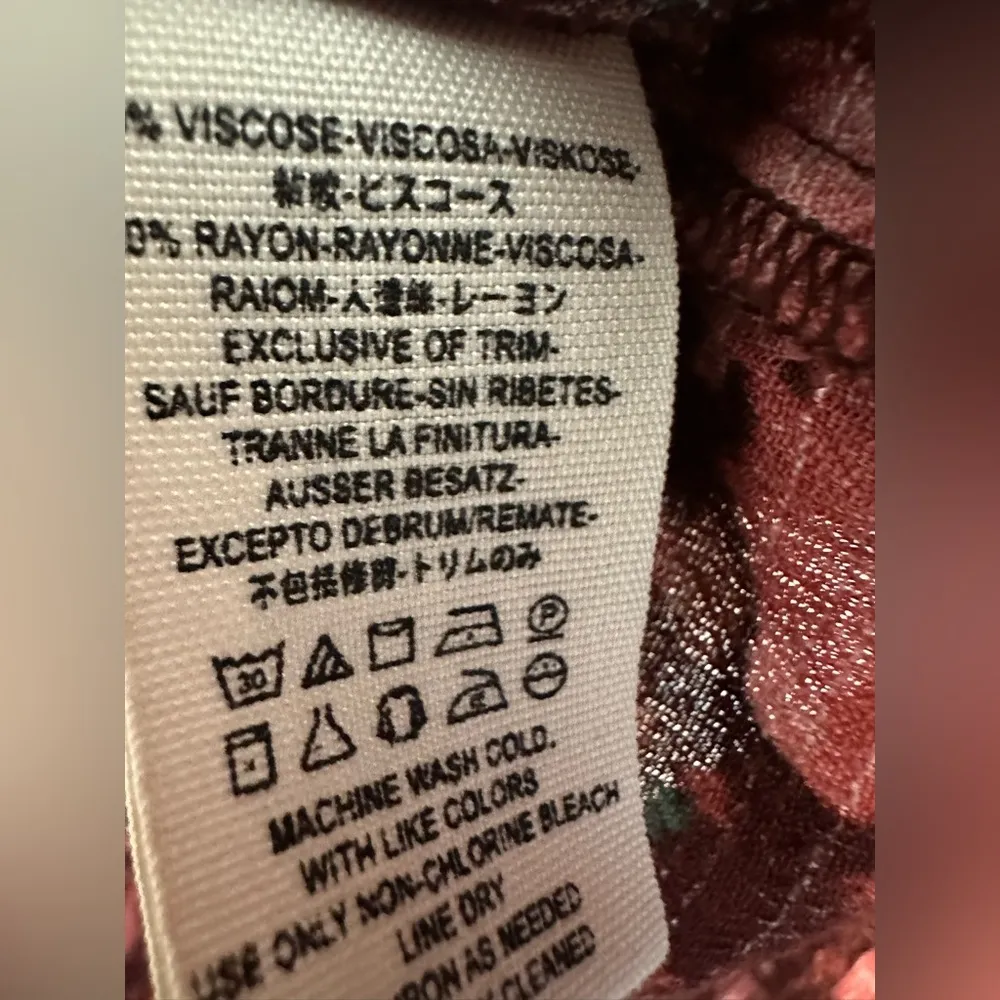 % VISCOSE-VISCOSA-VISKOSE-
粘胶-ビスコース
0% RAYON-RAYONNE-VISCOSA-
RAIOM-人造絲-レーヨン
EXCLUSIVE OF TRIM-
SAUF BORDURE-SIN RIBETES-
TRANNE LA FINITURA-
AUSSER BESATZ-
EXCEPTO DEBRUM/REMATE-
不包括修飾-トリムのみ
30 P
MACHINE WASH COLD.
WITH LIKE COLORS
USE ONLY NON-CHLORINE BLEACH
LINE DRY
IRON AS NEEDED
CLEANED